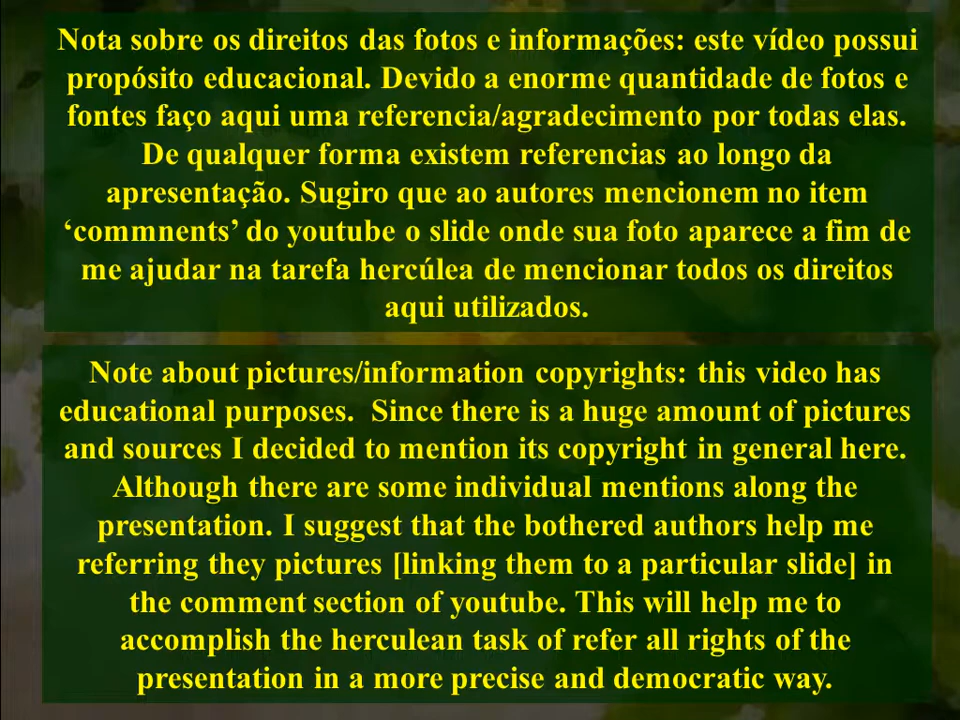 Nota sobre os direitos das fotos e informações: este vídeo possui
propósito educacional. Devido a enorme quantidade de fotos e
fontes faço aqui uma referencia/agradecimento por todas elas.
De qualquer forma existem referencias ao longo da
apresentação. Sugiro que ao autores mencionem no item
‘commnents’ do youtube o slide onde sua foto aparece a fim de
me ajudar na tarefa hercúlea de mencionar todos os direitos
aqui utilizados.
Note about pictures/information copyrights: this video has
educational purposes.  Since there is a huge amount of pictures
and sources I decided to mention its copyright in general here.
Although there are some individual mentions along the
presentation. I suggest that the bothered authors help me
referring they pictures [linking them to a particular slide] in
the comment section of youtube. This will help me to
accomplish the herculean task of refer all rights of the
presentation in a more precise and democratic way.